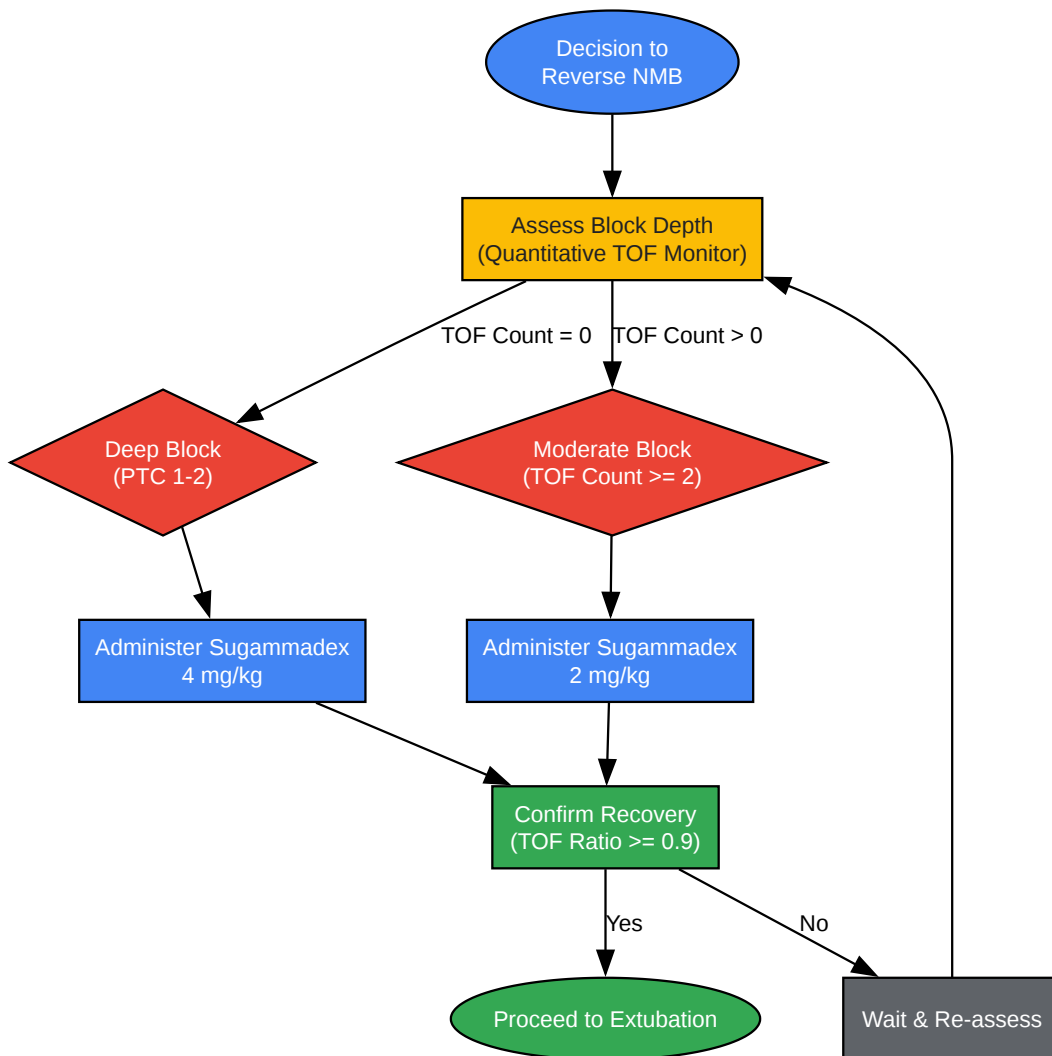 Decision to
Reverse NMB
Assess Block Depth
(Quantitative TOF Monitor)
TOF Count = 0
TOF Count > 0
Deep Block
(PTC 1-2)
Moderate Block
(TOF Count >= 2)
Administer Sugammadex
4 mg/kg
Administer Sugammadex
2 mg/kg
Confirm Recovery
(TOF Ratio >= 0.9)
Yes
No
Proceed to Extubation
Wait & Re-assess